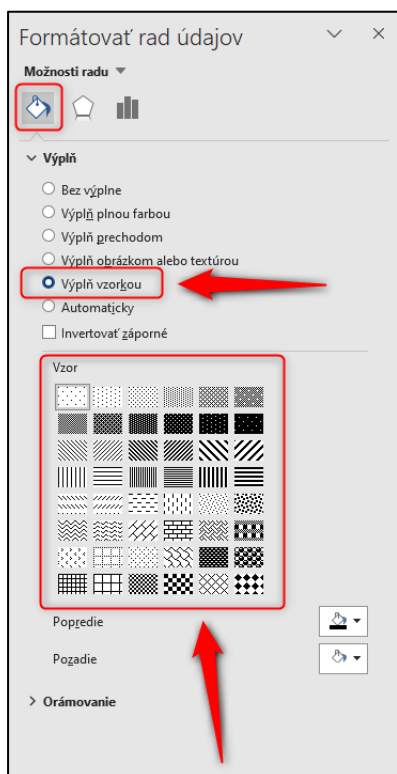 Formátovať rad údajov
Možnosti radu
Výplň
Bez výplne
Výplň plnou farbou
Výplň prechodom
Výplň obrázkom alebo textúrou
Výplň vzorkou
Automaticky
Invertovať záporné
Vzor
Popredie
Pozadie
Orámovanie